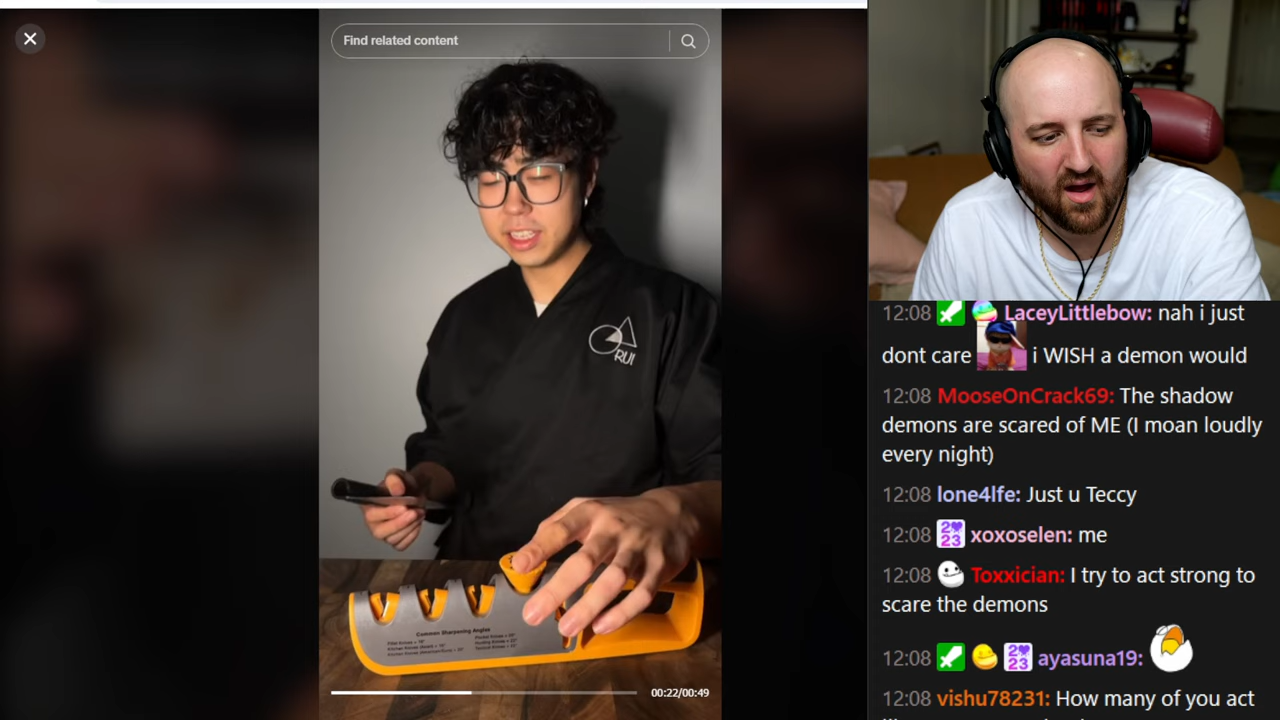 Find related content
RUI
Common Sharpening Angles
00:22/00:49
12:08 LaceyLittlebow: nah i just
dont care i WISH a demon would
12:08 MooseOnCrack69: The shadow
demons are scared of ME (I moan loudly
every night)
12:08 lone4lfe: Just u Teccy
12:08 2023 xoxoselen: me
12:08 Toxxician: I try to act strong to
scare the demons
12:08 2023 ayasuna19:
12:08 vishu78231: How many of you act